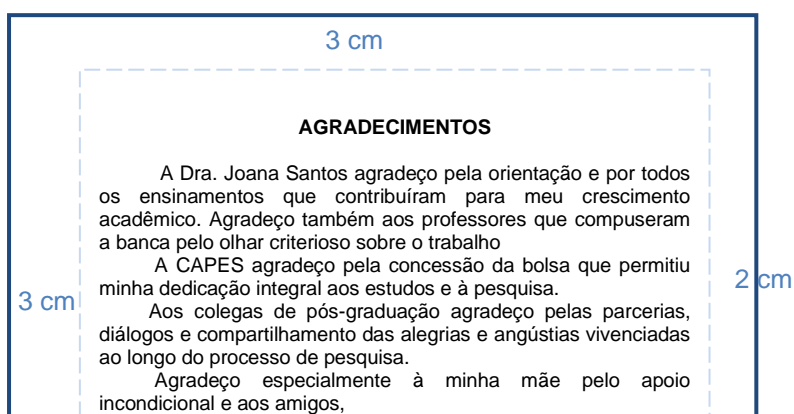 3 cm
AGRADECIMENTOS
A Dra. Joana Santos agradeço pela orientação e por todos
os ensinamentos que contribuíram para meu crescimento
acadêmico. Agradeço também aos professores que compuseram
a banca pelo olhar criterioso sobre o trabalho
A CAPES agradeço pela concessão da bolsa que permitiu
minha dedicação integral aos estudos e à pesquisa.
Aos colegas de pós-graduação agradeço pelas parcerias,
diálogos e compartilhamento das alegrias e angústias vivenciadas
ao longo do processo de pesquisa.
Agradeço especialmente à minha mãe pelo apoio
incondicional e aos amigos,
3 cm
2 cm